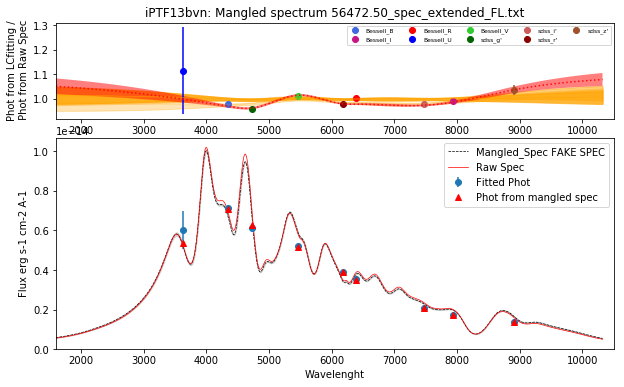 iPTF13bvn: Mangled spectrum 56472.50_spec_extended_FL.txt
Phot from LCfitting /
Phot from Raw Spec
1.3
1.2
1.1
1.0
Bessell_B
Bessell_I
Bessell_R
Bessell_U
Bessell_V
sdss_g'
sdss_i'
sdss_r'
sdss_z'
2000 3000 4000 5000 6000 7000 8000 9000 10000
1e−14
Flux erg s-1 cm-2 A-1
1.0
0.8
0.6
0.4
0.2
0.0
Mangled_Spec FAKE SPEC
Raw Spec
Fitted Phot
Phot from mangled spec
2000 3000 4000 5000 6000 7000 8000 9000 10000
Wavelenght